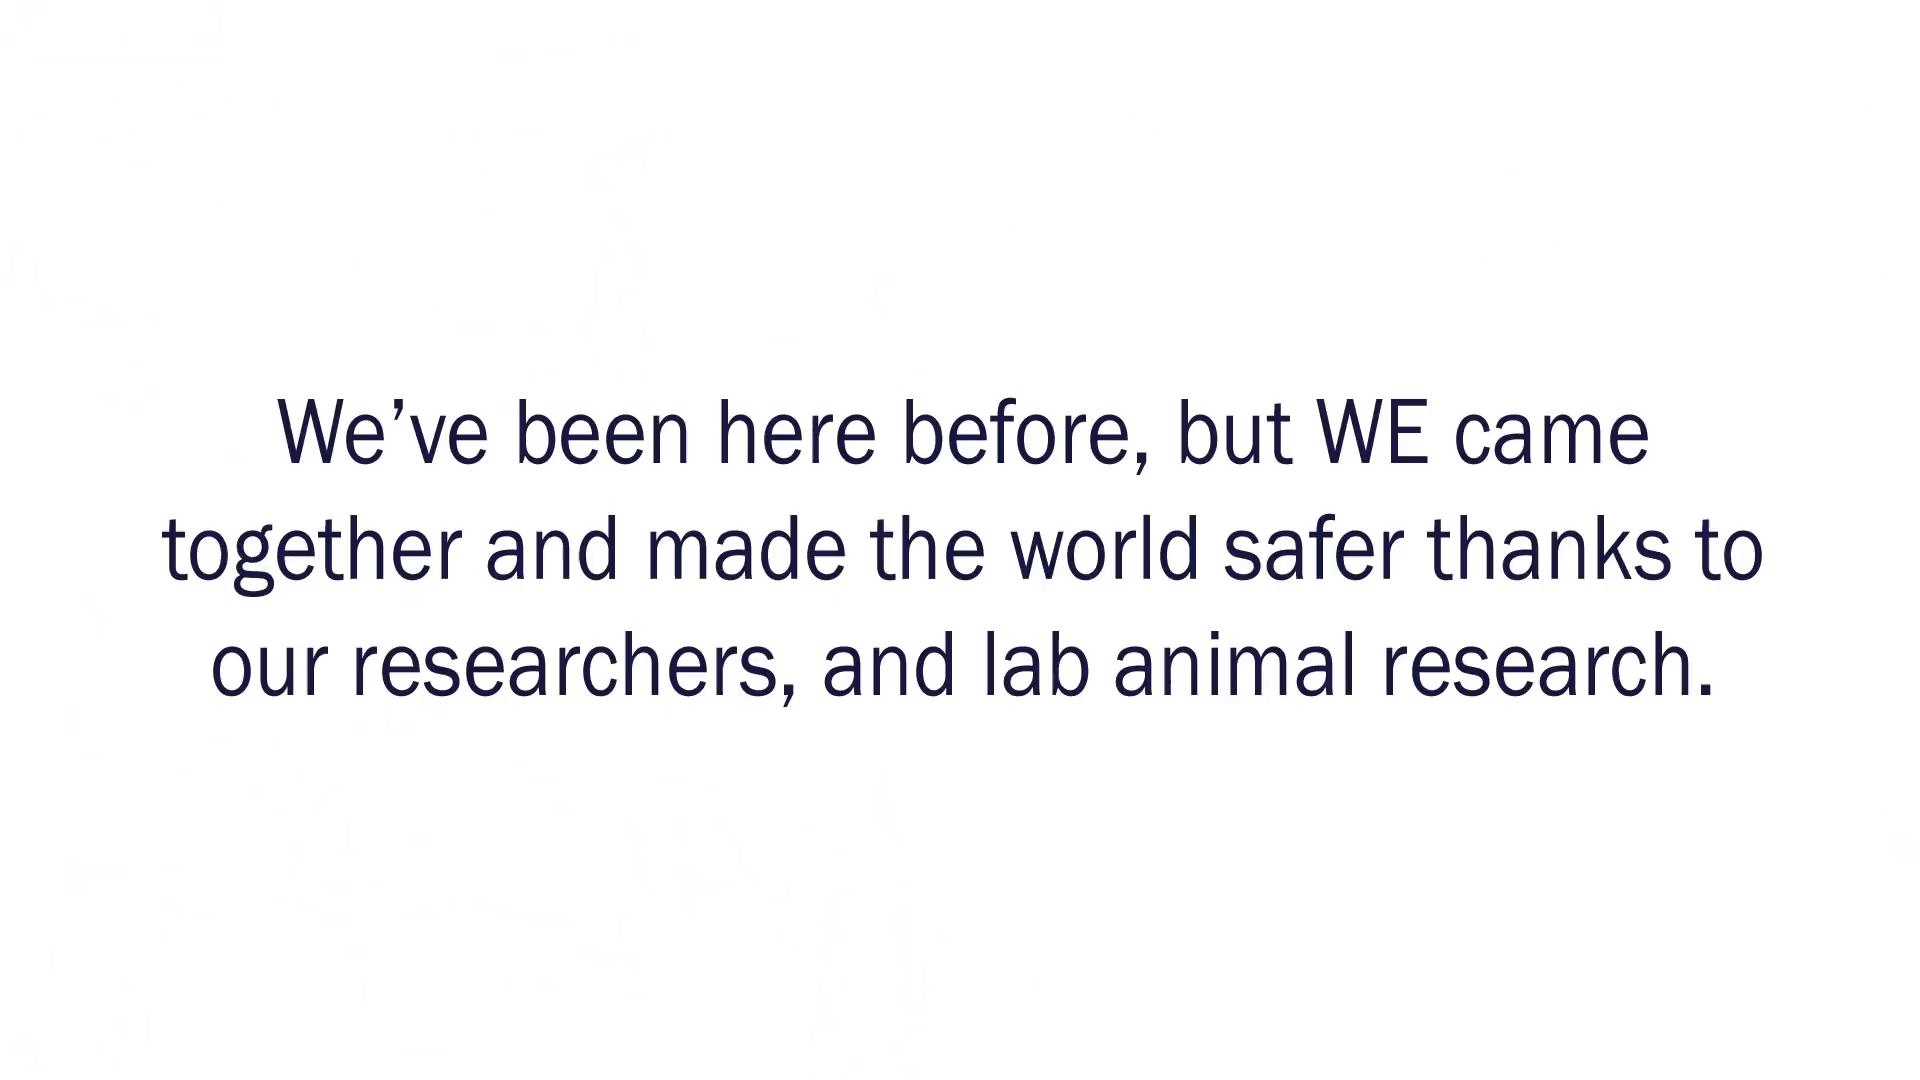 We’ve been here before, but WE came
together and made the world safer thanks to
our researchers, and lab animal research.